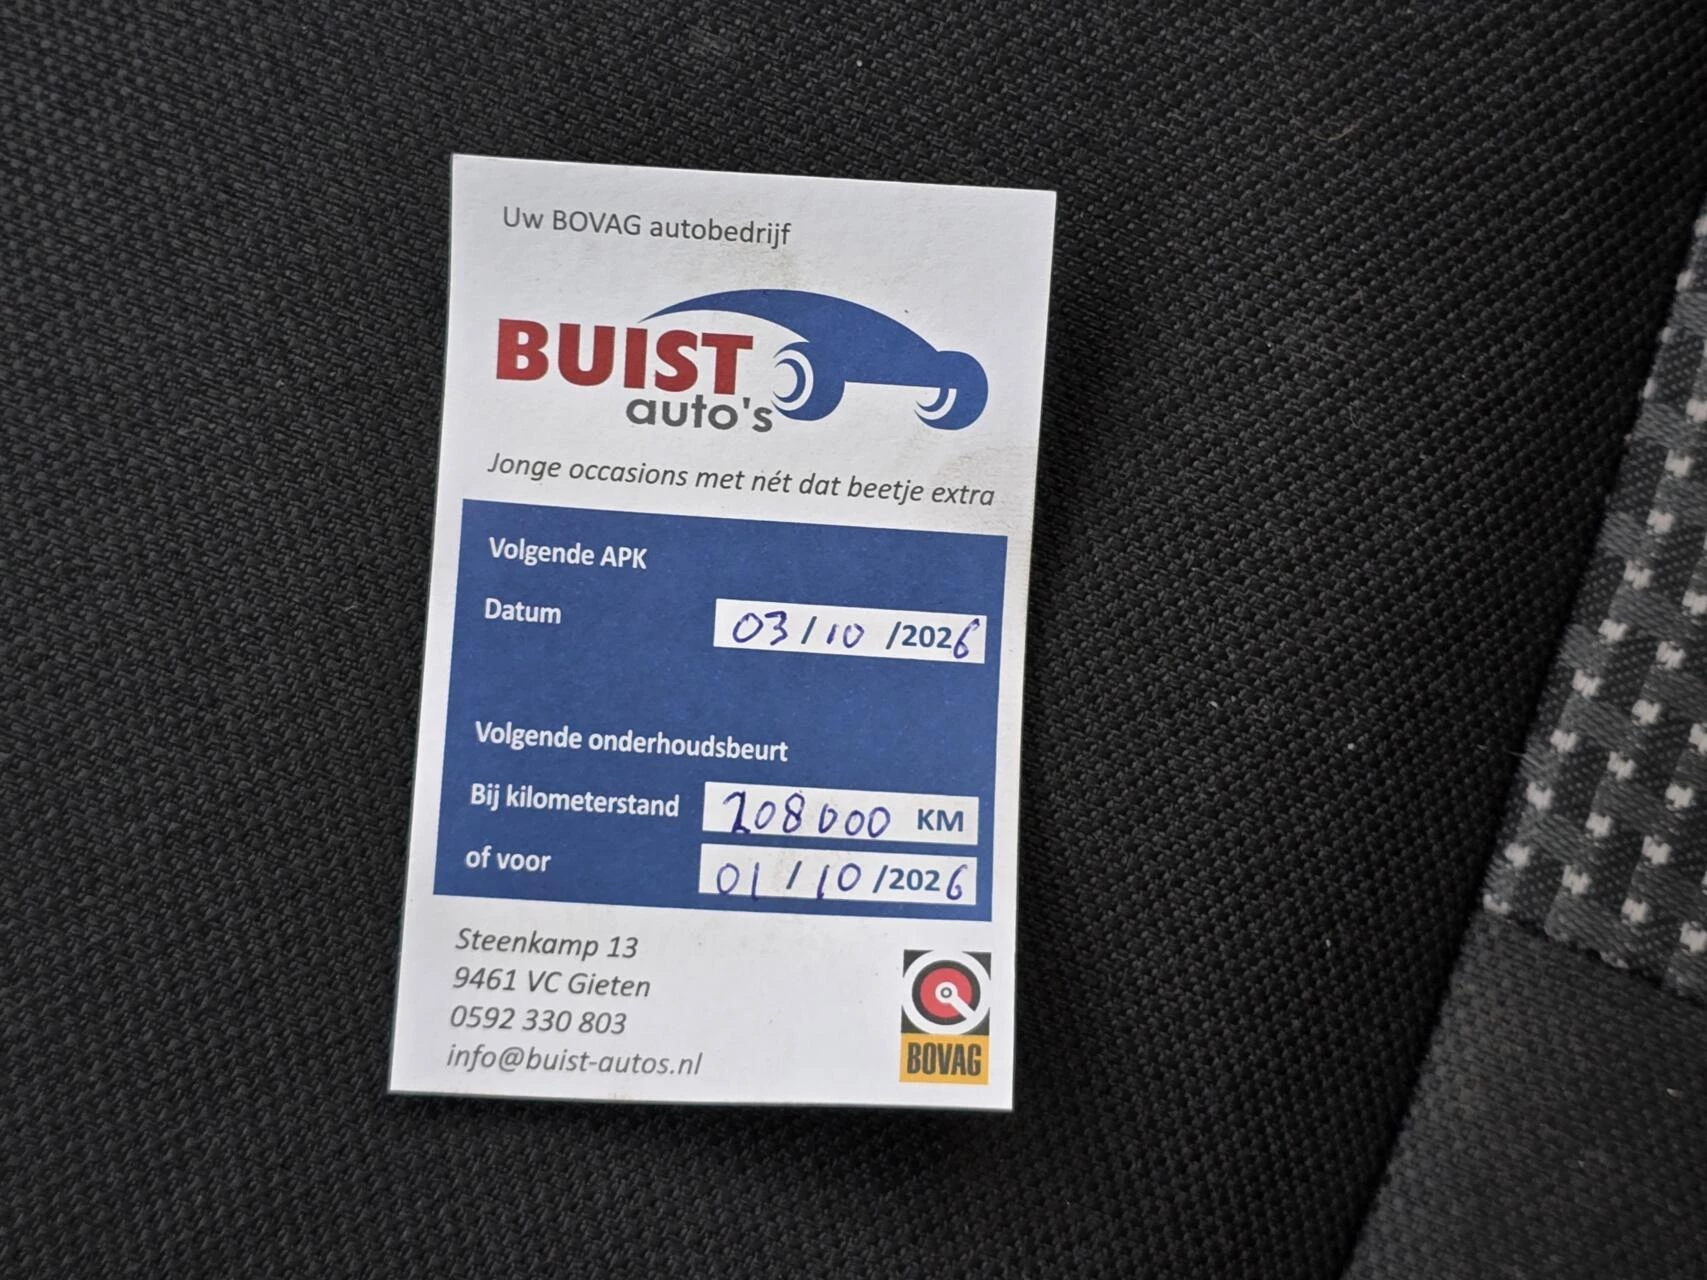 Uw BOVAG autobedrijf
BUIST
auto's
Jonge occasions met nét dat beetje extra
Volgende APK
Datum 03/10/2026
Volgende onderhoudsbeurt
Bij kilometerstand 208000 KM
of voor 01/10/2026
Steenkamp 13
9461 VC Gieten
0592 330 803
info@buist-autos.nl
BOVAG